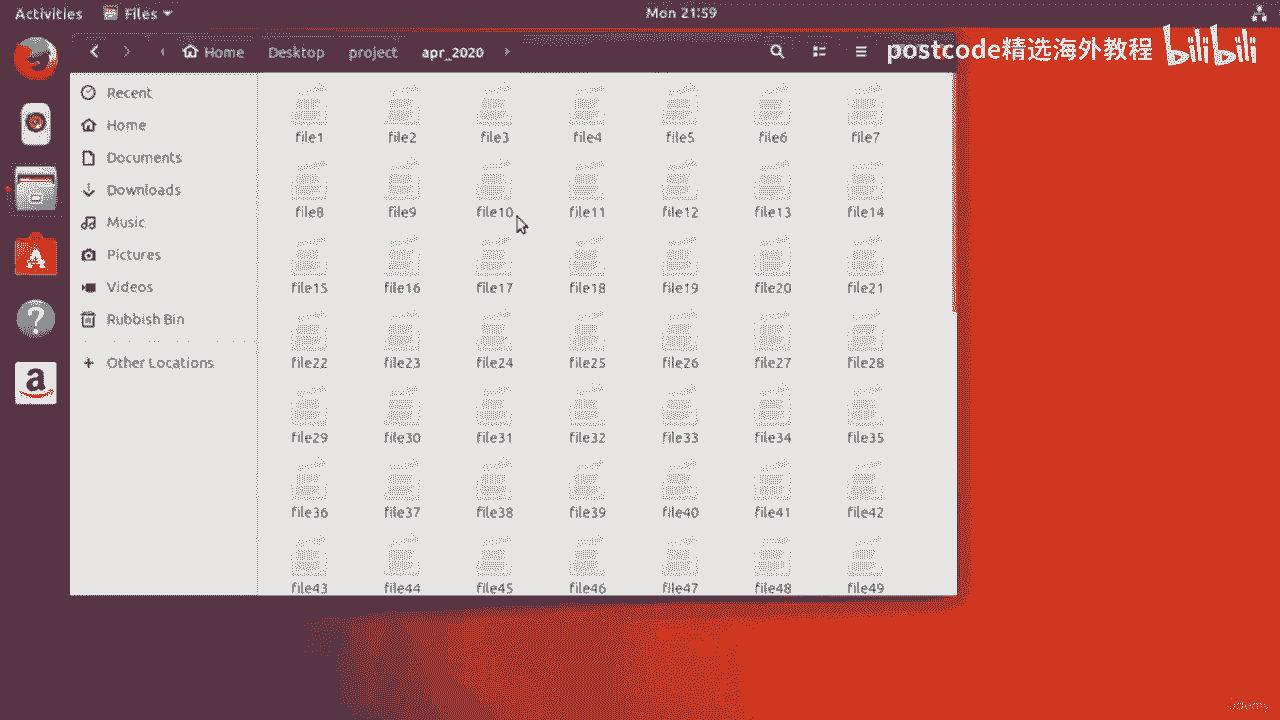 Activities Files Mon 21:59
Home Desktop project apr_2020
postcode精选海外教程 bilibili
Recent
Home
Documents
Downloads
Music
Pictures
Videos
Rubbish Bin
Other Locations
file1 file2 file3 file4 file5 file6 file7
file8 file9 file10 file11 file12 file13 file14
file15 file16 file17 file18 file19 file20 file21
file22 file23 file24 file25 file26 file27 file28
file29 file30 file31 file32 file33 file34 file35
file36 file37 file38 file39 file40 file41 file42
file43 file44 file45 file46 file47 file48 file49
udemy